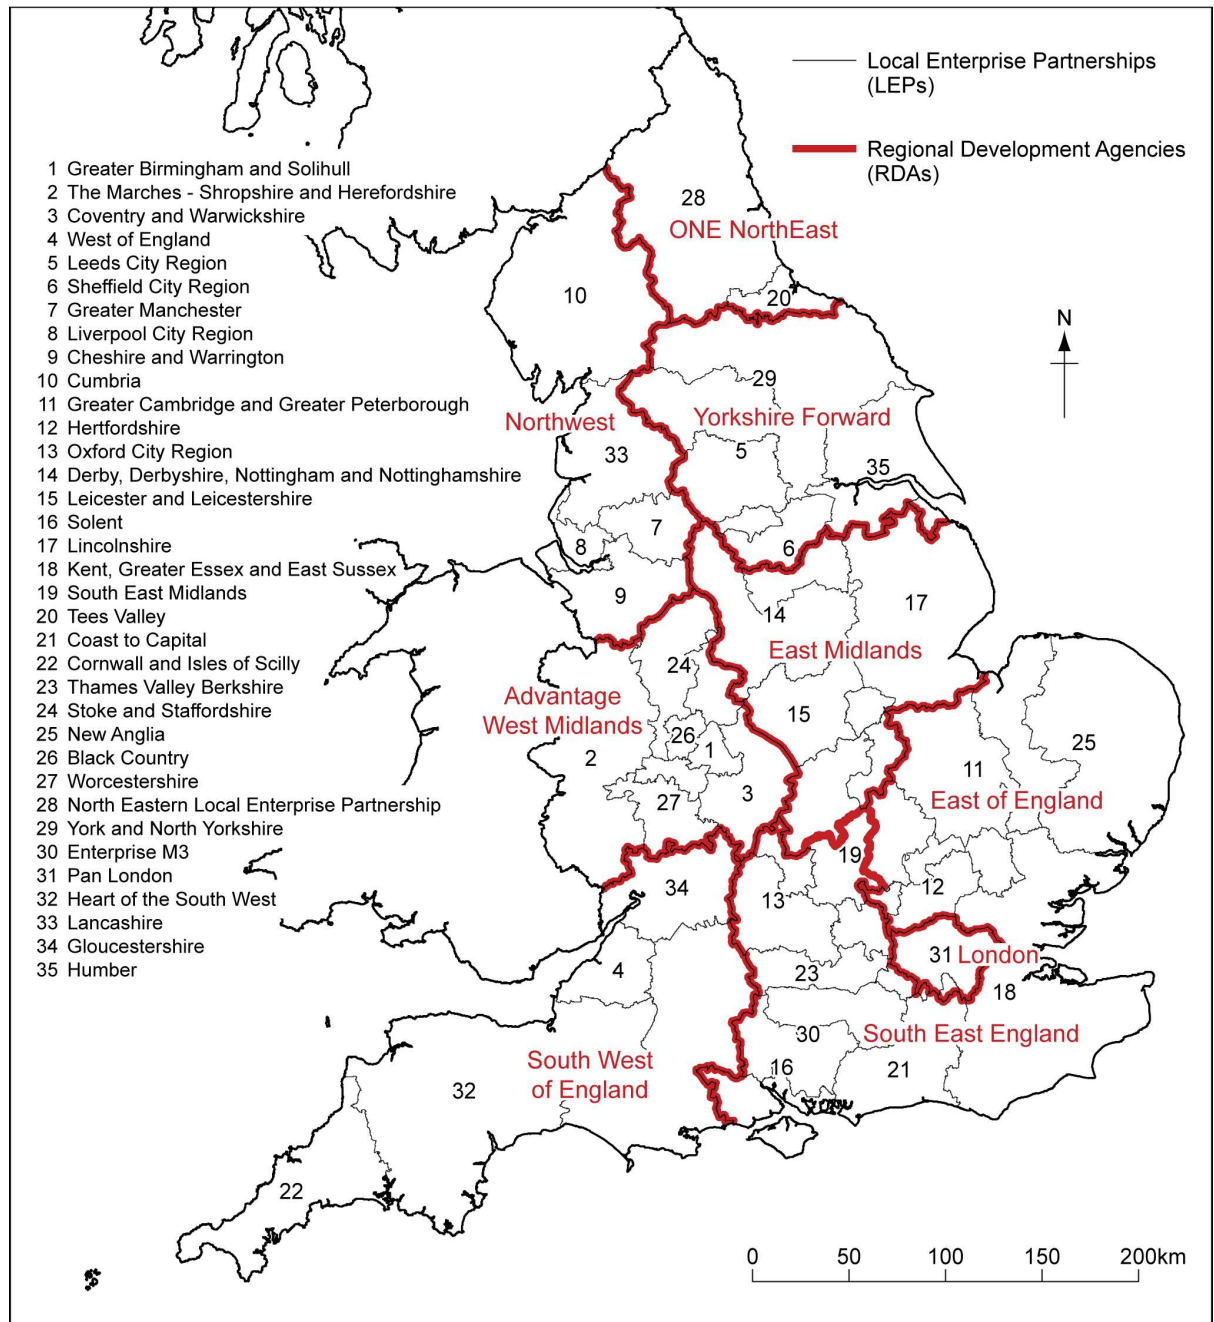 Local Enterprise Partnerships
(LEPs)
Regional Development Agencies
(RDAs)
1 Greater Birmingham and Solihull
2 The Marches - Shropshire and Herefordshire
3 Coventry and Warwickshire
4 West of England
5 Leeds City Region
6 Sheffield City Region
7 Greater Manchester
8 Liverpool City Region
9 Cheshire and Warrington
10 Cumbria
11 Greater Cambridge and Greater Peterborough
12 Hertfordshire
13 Oxford City Region
14 Derby, Derbyshire, Nottingham and Nottinghamshire
15 Leicester and Leicestershire
16 Solent
17 Lincolnshire
18 Kent, Greater Essex and East Sussex
19 South East Midlands
20 Tees Valley
21 Coast to Capital
22 Cornwall and Isles of Scilly
23 Thames Valley Berkshire
24 Stoke and Staffordshire
25 New Anglia
26 Black Country
27 Worcestershire
28 North Eastern Local Enterprise Partnership
29 York and North Yorkshire
30 Enterprise M3
31 Pan London
32 Heart of the South West
33 Lancashire
34 Gloucestershire
35 Humber
28
ONE NorthEast
10
20
N
29
Northwest
Yorkshire Forward
33
5
35
7
8
6
9
14
17
East Midlands
24
Advantage
West Midlands
15
26
1
2
25
11
27
3
East of England
19
12
34
13
31
London
4
23
18
30
South East England
South West
of England
16
21
32
22
0 50 100 150 200km